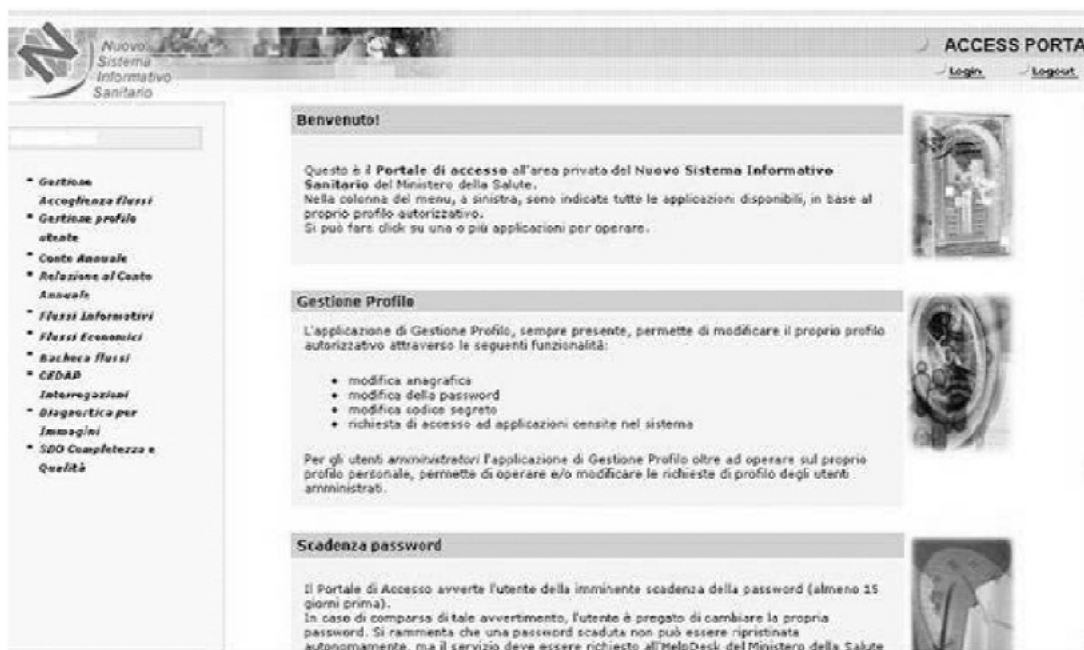 Nuovo
Sistema
Informativo
Sanitario
ACCESS PORTA
Login
Logout
Gestione
Accoglienza flussi
Gestione profilo
utente
Conto Annuale
Relazione al Conto
Annuale
Flussi Informativi
Flussi Economici
Bacheca flussi
CEDAP
Interrogazioni
Diagnostica per
Immagini
SDO Completezza e
Qualità
Benvenuto!
Questo è il Portale di accesso all'area privata del Nuovo Sistema Informativo
Sanitario del Ministero della Salute.
Nella colonna del menu, a sinistra, sono indicate tutte le applicazioni disponibili, in base al
proprio profilo autorizzativo.
Si può fare click su una o più applicazioni per operare.
Gestione Profilo
L'applicazione di Gestione Profilo, sempre presente, permette di modificare il proprio profilo
autorizzativo attraverso le seguenti funzionalità:
• modifica anagrafica
• modifica della password
• modifica codice segreto
• richiesta di accesso ad applicazioni censite nel sistema
Per gli utenti amministratori l'applicazione di Gestione Profilo oltre ad operare sul proprio
profilo personale, permette di operare e/o modificare le richieste di profilo degli utenti
amministrati.
Scadenza password
Il Portale di Accesso avverte l'utente della imminente scadenza della password (almeno 15
giorni prima).
In caso di comparsa di tale avvertimento, l'utente è pregato di cambiare la propria
password. Si rammenta che una password scaduta non può essere ripristinata
autonomamente, ma il servizio deve essere richiesto all'HelpDesk del Ministero della Salute